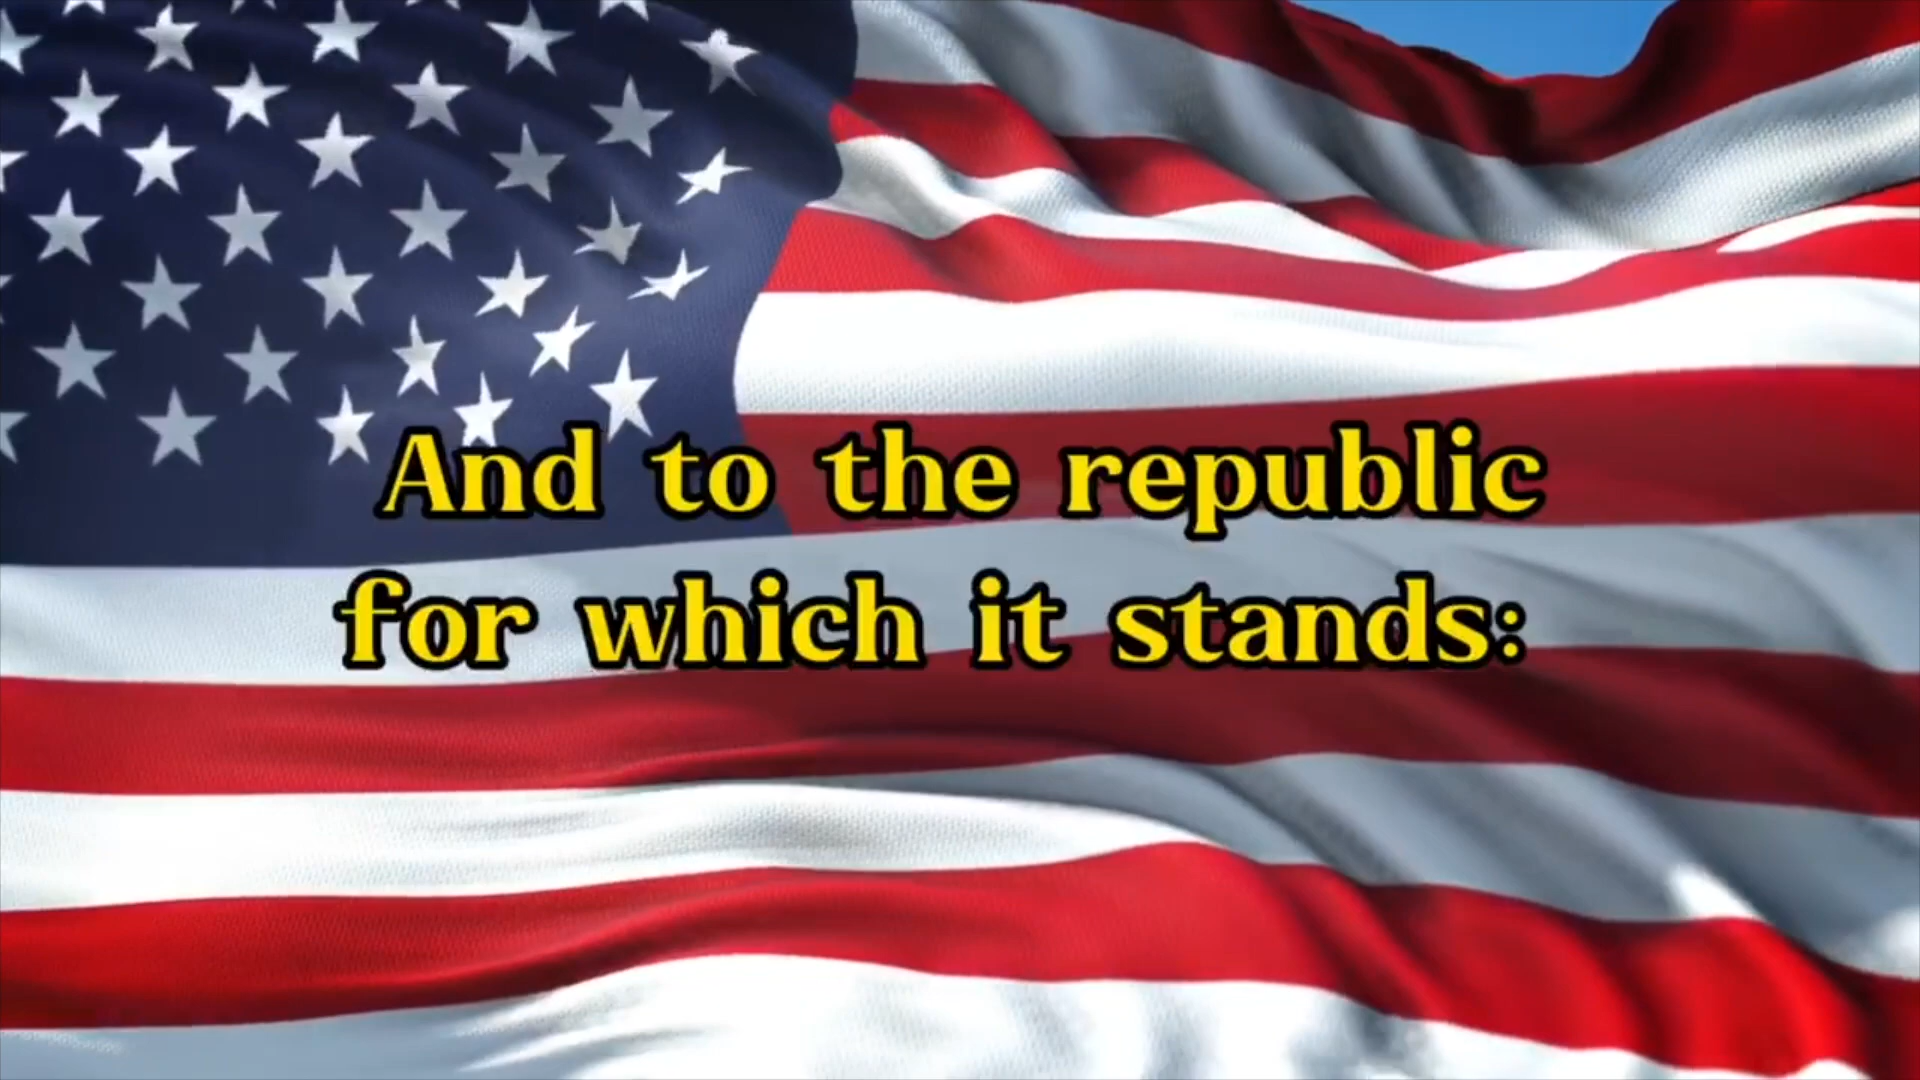 And to the republic
for which it stands: